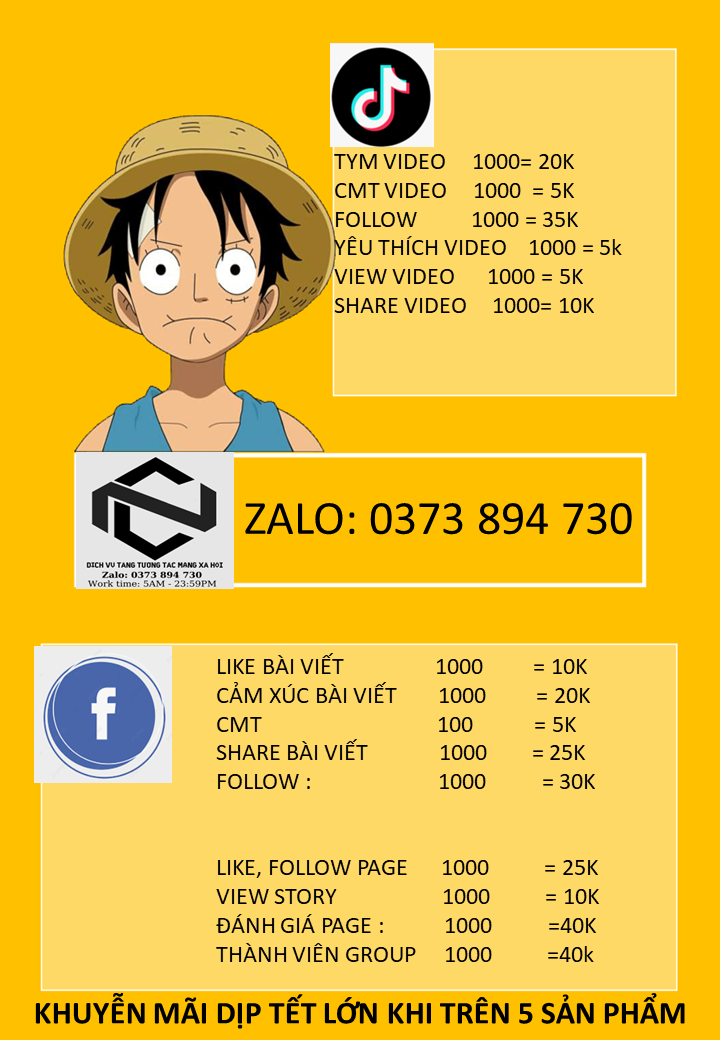 TYM VIDEO 1000= 20K
CMT VIDEO 1000 = 5K
FOLLOW 1000 = 35K
YÊU THÍCH VIDEO 1000 = 5k
VIEW VIDEO 1000 = 5K
SHARE VIDEO 1000= 10K
DICH VU TANG TUONG TAC MANG XA HOI
Zalo: 0373 894 730
Work time: 5AM - 23:59PM
ZALO: 0373 894 730
f
LIKE BÀI VIẾT 1000 = 10K
CẢM XÚC BÀI VIẾT 1000 = 20K
CMT 100 = 5K
SHARE BÀI VIẾT 1000 = 25K
FOLLOW : 1000 = 30K
LIKE, FOLLOW PAGE 1000 = 25K
VIEW STORY 1000 = 10K
ĐÁNH GIÁ PAGE : 1000 =40K
THÀNH VIÊN GROUP 1000 =40k
KHUYỄN MÃI DỊP TẾT LỚN KHI TRÊN 5 SẢN PHẨM